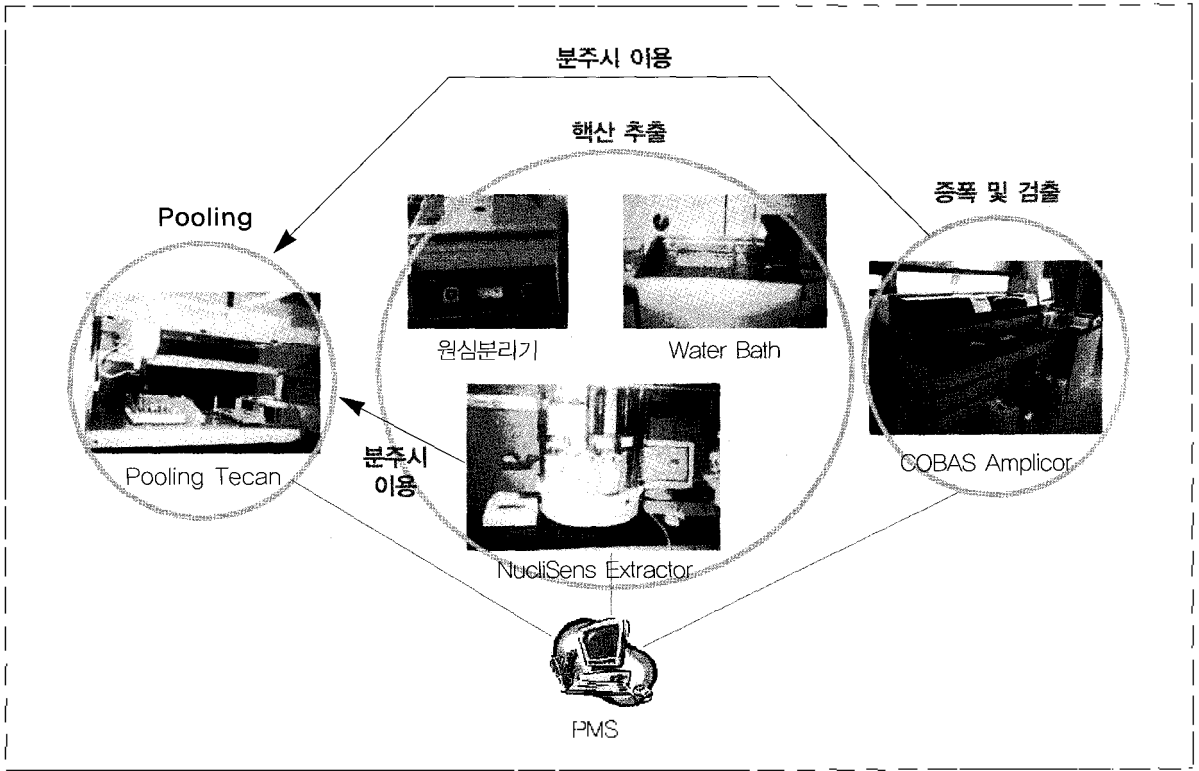 분주시 이용
핵산 추출
증폭 및 검출
Pooling
원심분리기
Water Bath
분주시
이용
Pooling Tecan
COBAS Amplicor
NucliSens Extractor
PMS